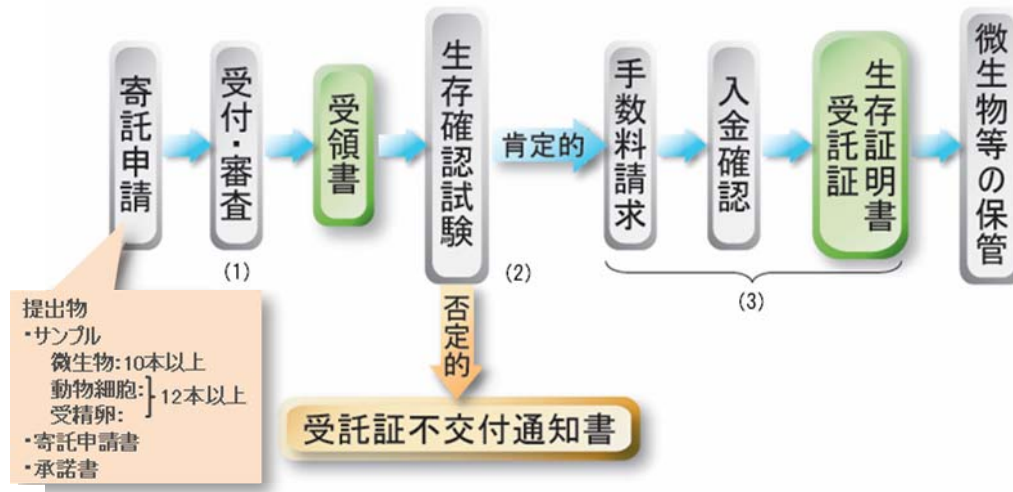 寄託申請
受付・審査
受領書
生存確認試験
肯定的
手数料請求
入金確認
生存証明書
受託証
微生物等の保管
(1)
(2)
(3)
否定的
受託証不交付通知書
提出物
・サンプル
微生物:10本以上
動物細胞:
受精卵:
12本以上
・寄託申請書
・承諾書